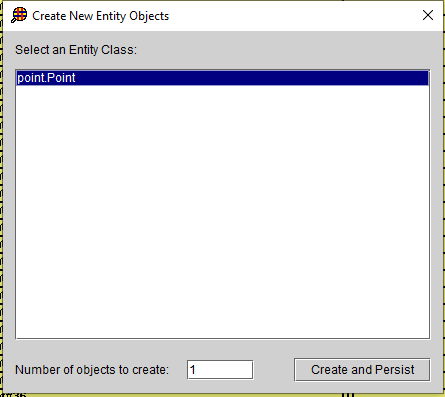 Create New Entity Objects
Select an Entity Class:
point.Point
Number of objects to create: 1 Create and Persist